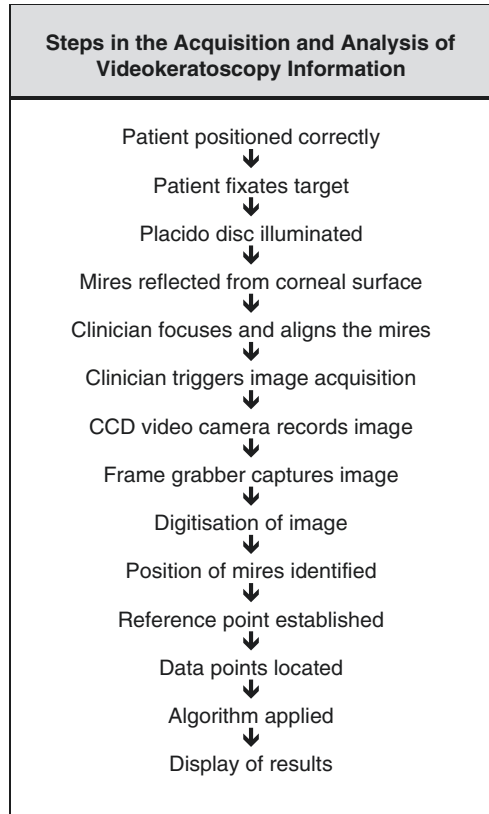 Steps in the Acquisition and Analysis of
Videokeratoscopy Information
Patient positioned correctly
Patient fixates target
Placido disc illuminated
Mires reflected from corneal surface
Clinician focuses and aligns the mires
Clinician triggers image acquisition
CCD video camera records image
Frame grabber captures image
Digitisation of image
Position of mires identified
Reference point established
Data points located
Algorithm applied
Display of results